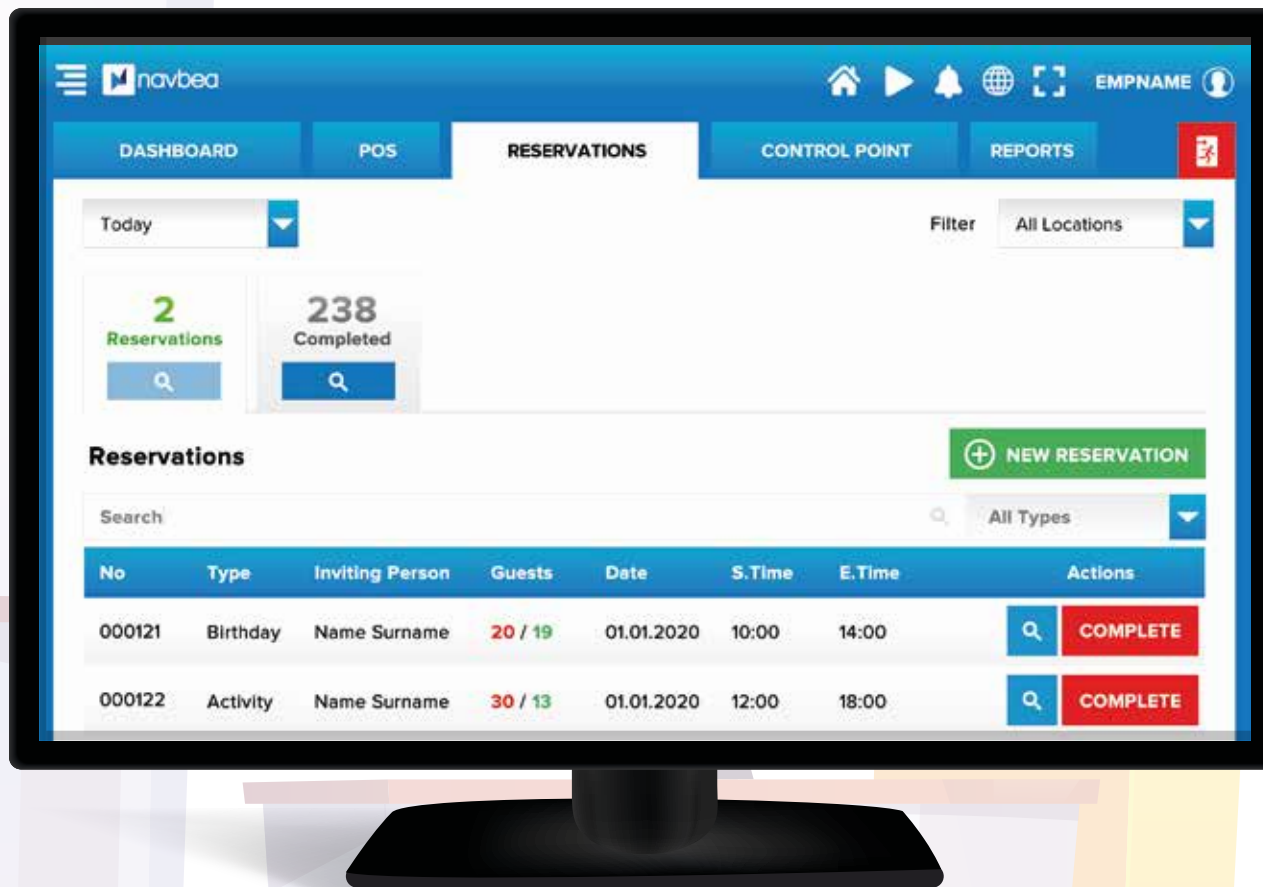 navbea
EMPNAME
DASHBOARD POS RESERVATIONS CONTROL POINT REPORTS
Today Filter All Locations
2 238
Reservations Completed
Reservations NEW RESERVATION
Search All Types
No Type Inviting Person Guests Date S.Time E.Time Actions
000121 Birthday Name Surname 20 / 19 01.01.2020 10:00 14:00 COMPLETE
000122 Activity Name Surname 30 / 13 01.01.2020 12:00 18:00 COMPLETE